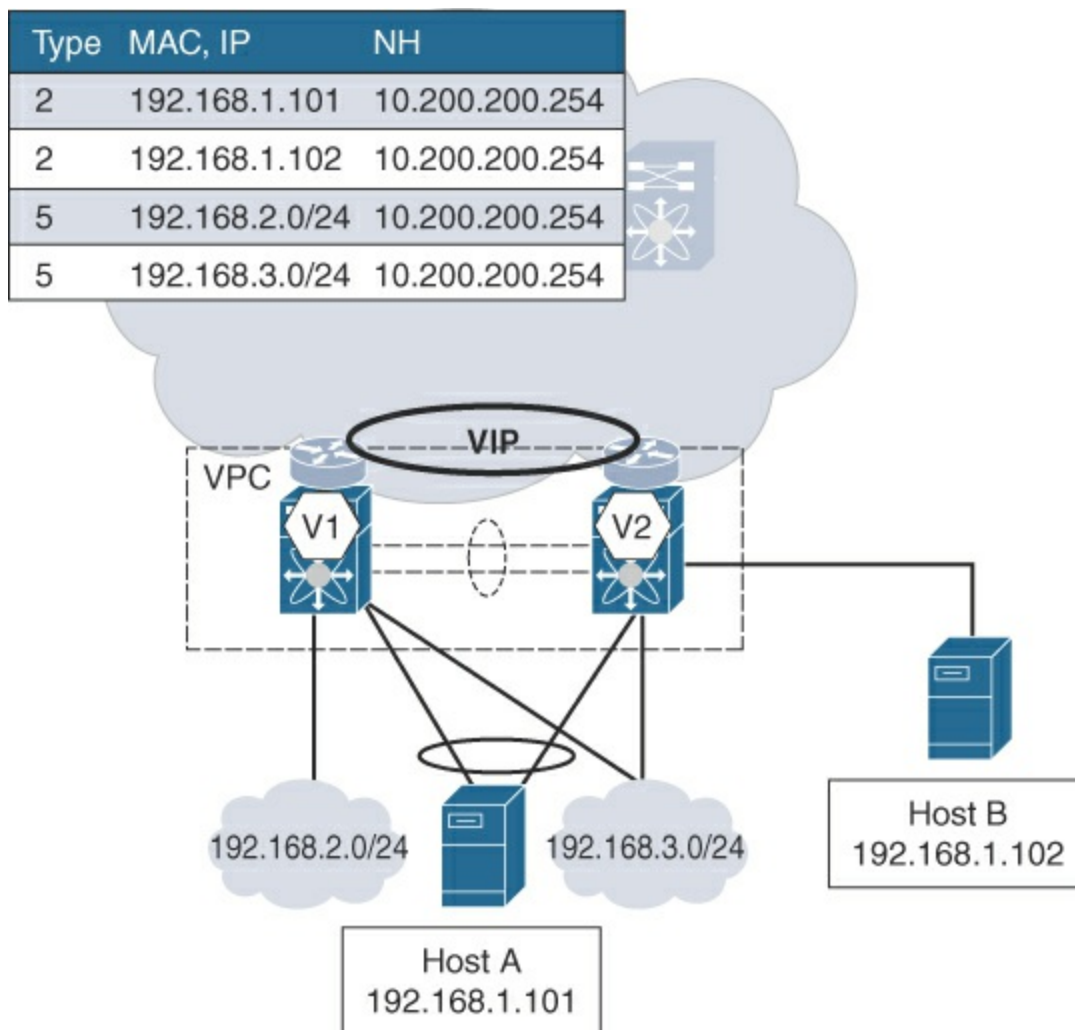 Type MAC, IP NH
2 192.168.1.101 10.200.200.254
2 192.168.1.102 10.200.200.254
5 192.168.2.0/24 10.200.200.254
5 192.168.3.0/24 10.200.200.254
VIP
VPC
V1 V2
192.168.2.0/24 192.168.3.0/24
Host B
192.168.1.102
Host A
192.168.1.101